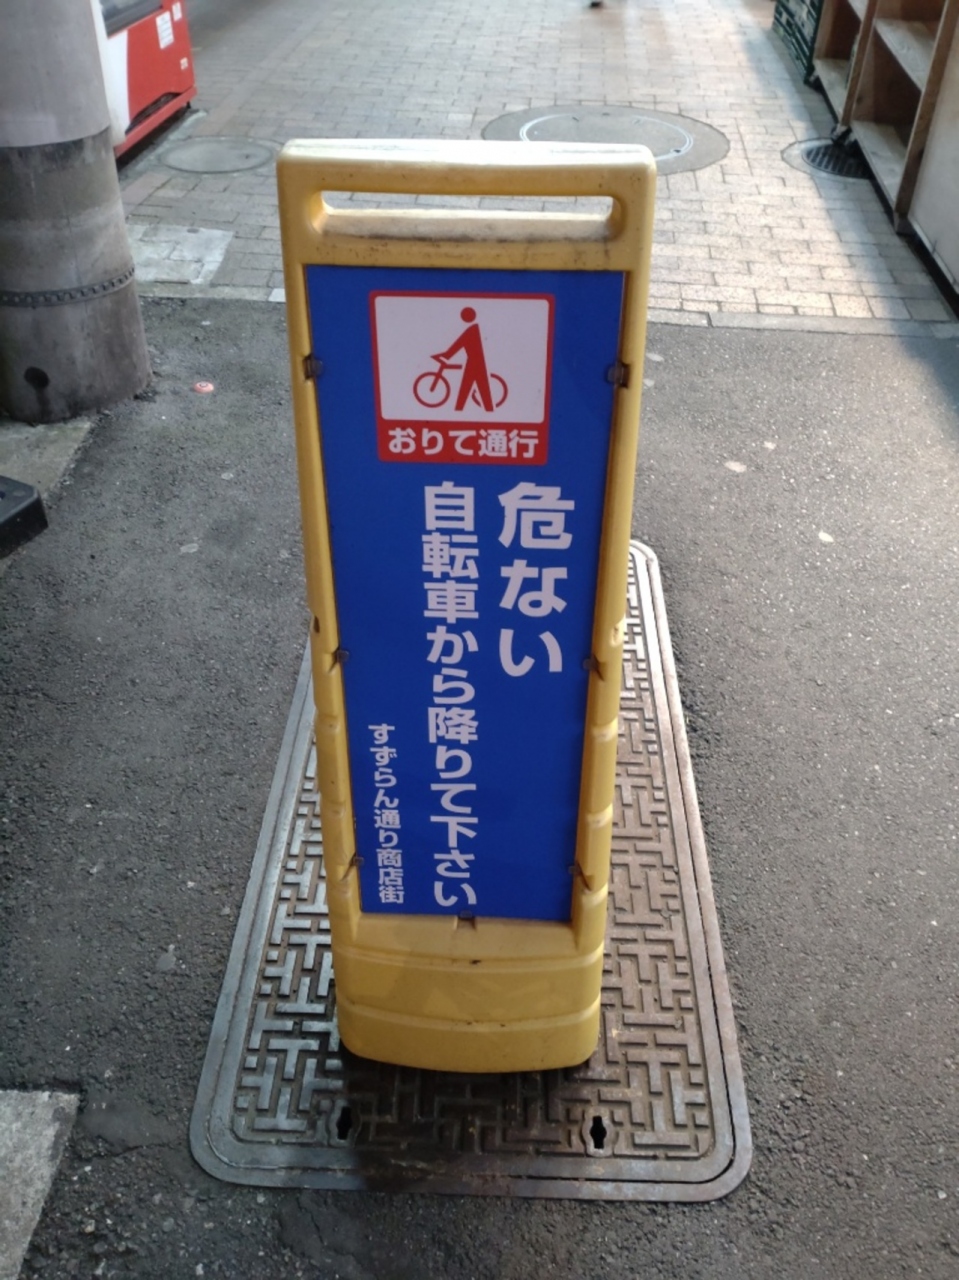 おりて通行
危ない
自転車から降りて下さい
すずらん通り商店街